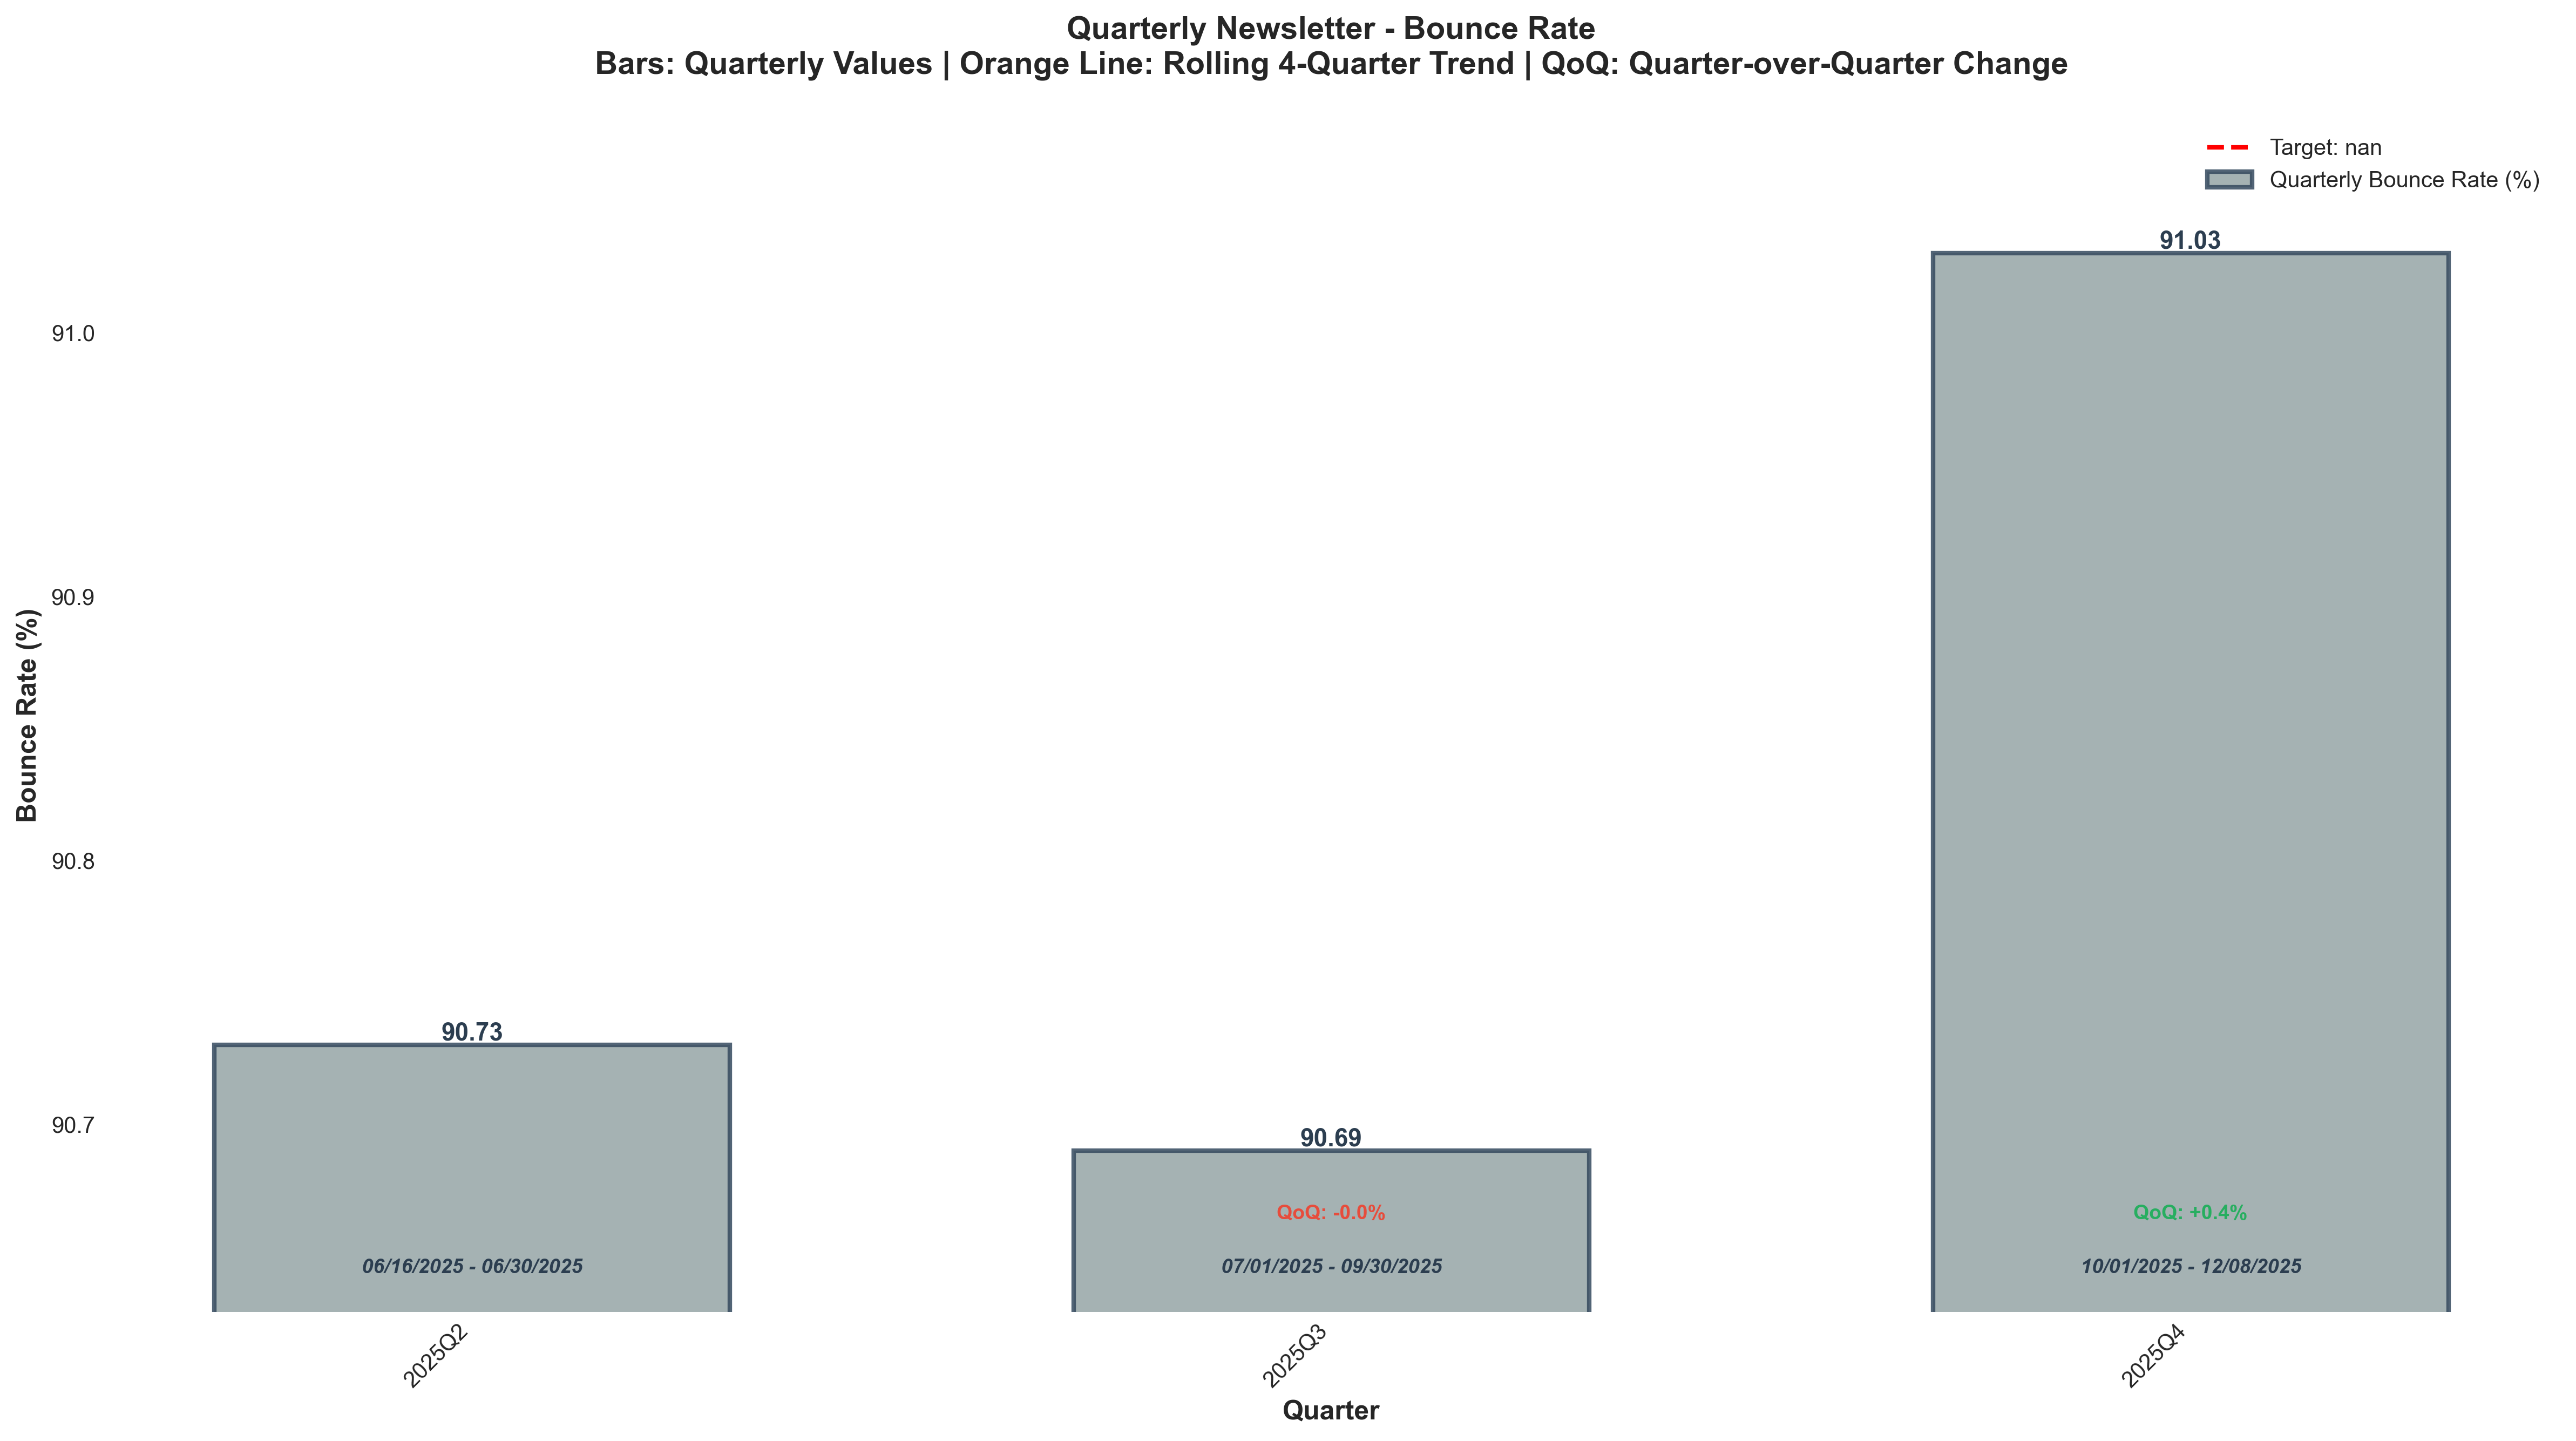 Quarterly Newsletter - Bounce Rate
Bars: Quarterly Values | Orange Line: Rolling 4-Quarter Trend | QoQ: Quarter-over-Quarter Change
Target: nan
Quarterly Bounce Rate (%)
91.03
91.0
90.9
90.8
90.7
Bounce Rate (%)
90.73
90.69
QoQ: -0.0%
QoQ: +0.4%
06/16/2025 - 06/30/2025
07/01/2025 - 09/30/2025
10/01/2025 - 12/08/2025
2025Q2
2025Q3
2025Q4
Quarter